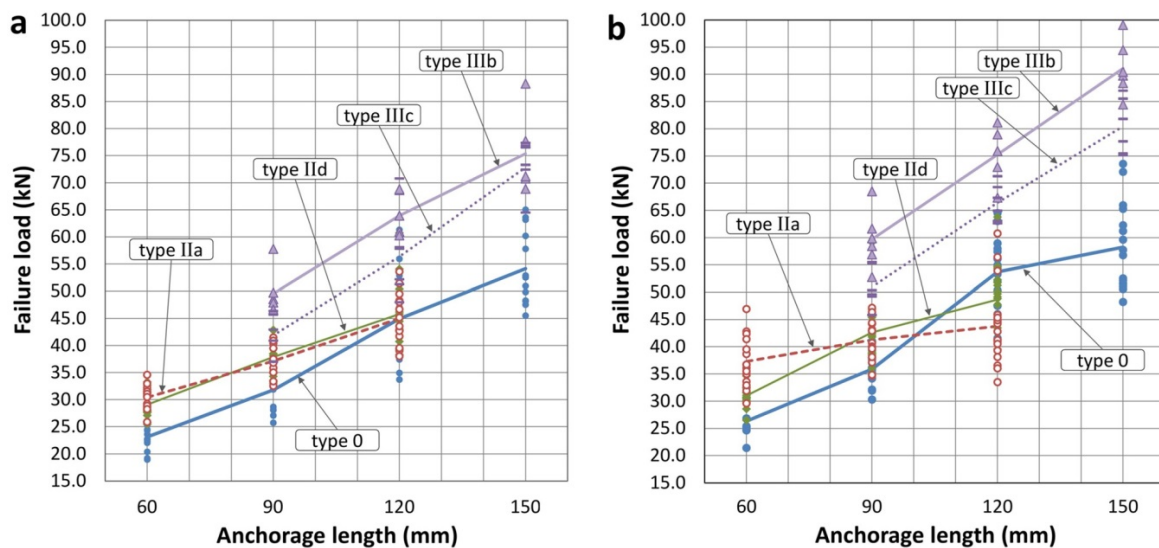 a
100.0
95.0
90.0
85.0
80.0
75.0
70.0
65.0
60.0
55.0
50.0
45.0
40.0
35.0
30.0
25.0
20.0
15.0
Failure load (kN)
type IIIb
type IIIc
type IId
type IIa
type 0
60 90 120 150
Anchorage length (mm)
b
100.0
95.0
90.0
85.0
80.0
75.0
70.0
65.0
60.0
55.0
50.0
45.0
40.0
35.0
30.0
25.0
20.0
15.0
Failure load (kN)
type IIIb
type IIIc
type IId
type IIa
type 0
60 90 120 150
Anchorage length (mm)